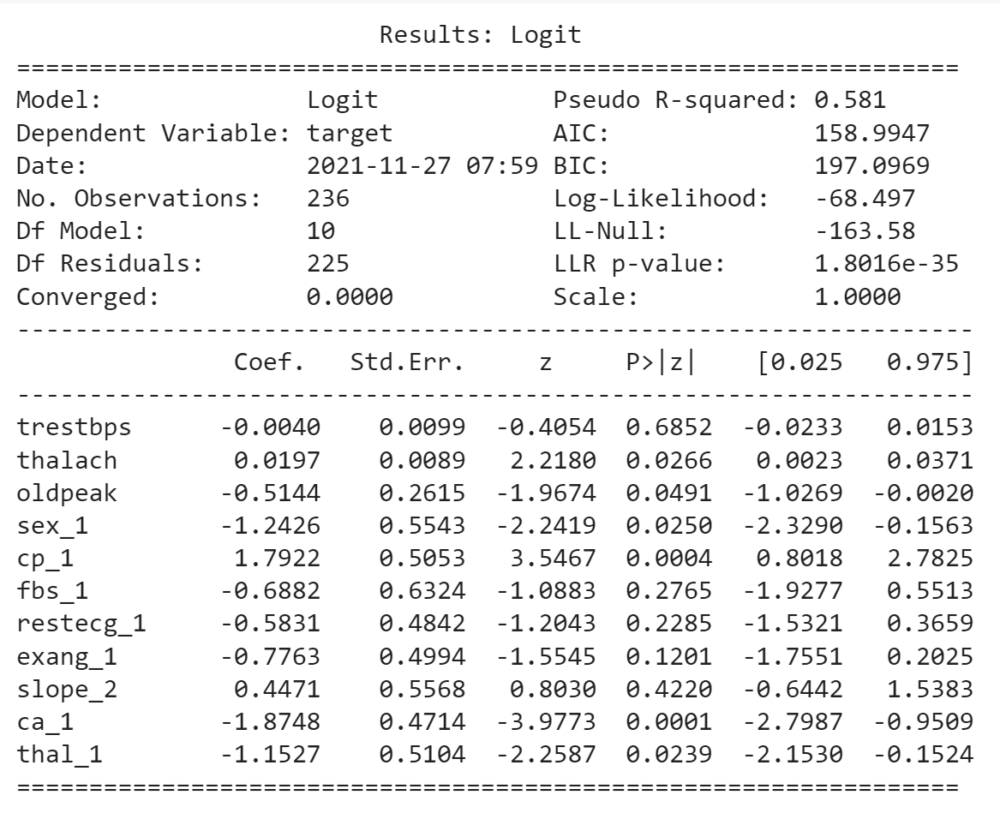 Results: Logit
=================================================================
Model: Logit Pseudo R-squared: 0.581
Dependent Variable: target AIC: 158.9947
Date: 2021-11-27 07:59 BIC: 197.0969
No. Observations: 236 Log-Likelihood: -68.497
Df Model: 10 LL-Null: -163.58
Df Residuals: 225 LLR p-value: 1.8016e-35
Converged: 0.0000 Scale: 1.0000
------------------------------------------------------------------
Coef. Std.Err. z P>|z| [0.025 0.975]
------------------------------------------------------------------
trestbps -0.0040 0.0099 -0.4054 0.6852 -0.0233 0.0153
thalach 0.0197 0.0089 2.2180 0.0266 0.0023 0.0371
oldpeak -0.5144 0.2615 -1.9674 0.0491 -1.0269 -0.0020
sex_1 -1.2426 0.5543 -2.2419 0.0250 -2.3290 -0.1563
cp_1 1.7922 0.5053 3.5467 0.0004 0.8018 2.7825
fbs_1 -0.6882 0.6324 -1.0883 0.2765 -1.9277 0.5513
restecg_1 -0.5831 0.4842 -1.2043 0.2285 -1.5321 0.3659
exang_1 -0.7763 0.4994 -1.5545 0.1201 -1.7551 0.2025
slope_2 0.4471 0.5568 0.8030 0.4220 -0.6442 1.5383
ca_1 -1.8748 0.4714 -3.9773 0.0001 -2.7987 -0.9509
thal_1 -1.1527 0.5104 -2.2587 0.0239 -2.1530 -0.1524
=================================================================